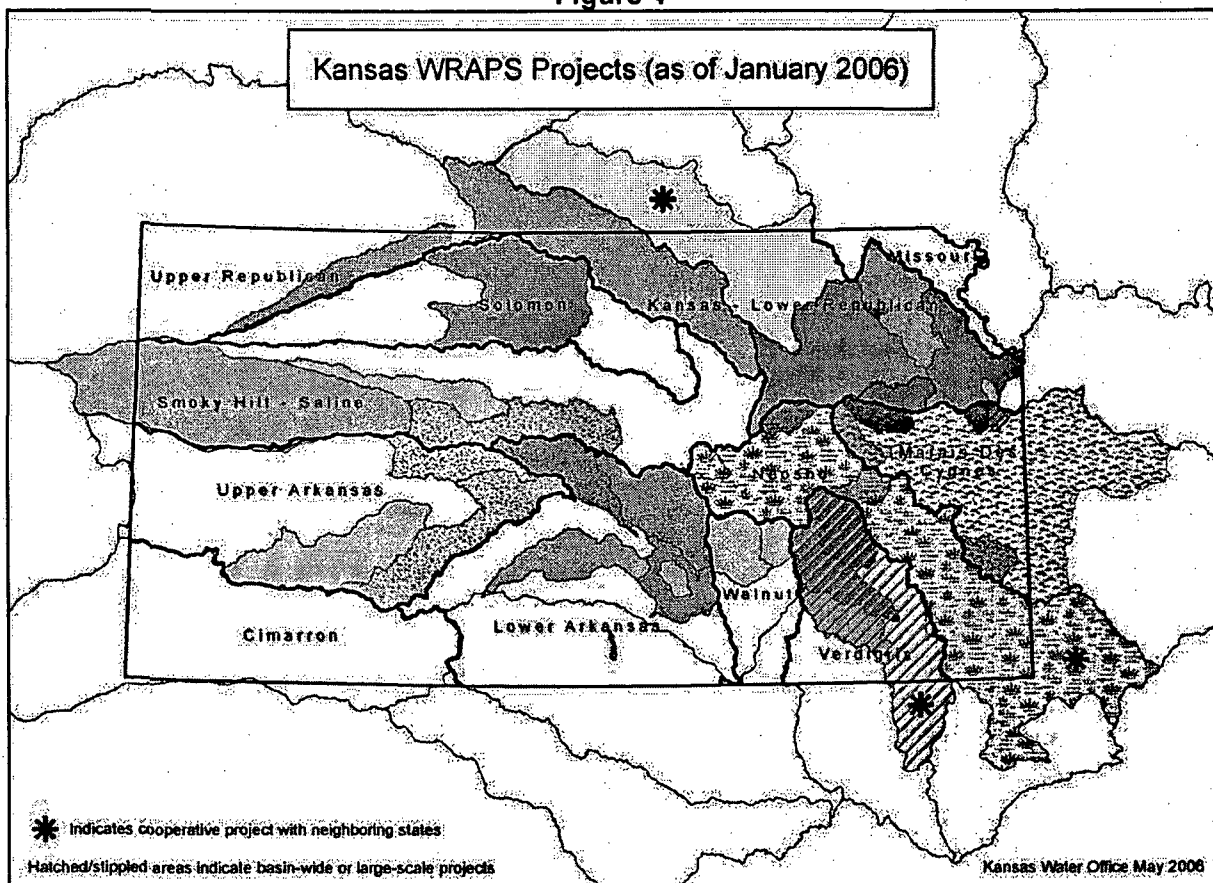 Kansas WRAPS Projects (as of January 2006)
Missouri
Upper Republican
Solomon
Kansas - Lower Republican
Smoky Hill - Saline
Marais Des
Cygnes
Neosho
Upper Arkansas
Walnut
Lower Arkansas
Cimarron
Verdigris
Indicates cooperative project with neighboring states
Hatched/stippled areas indicate basin-wide or large-scale projects
Kansas Water Office May 2006